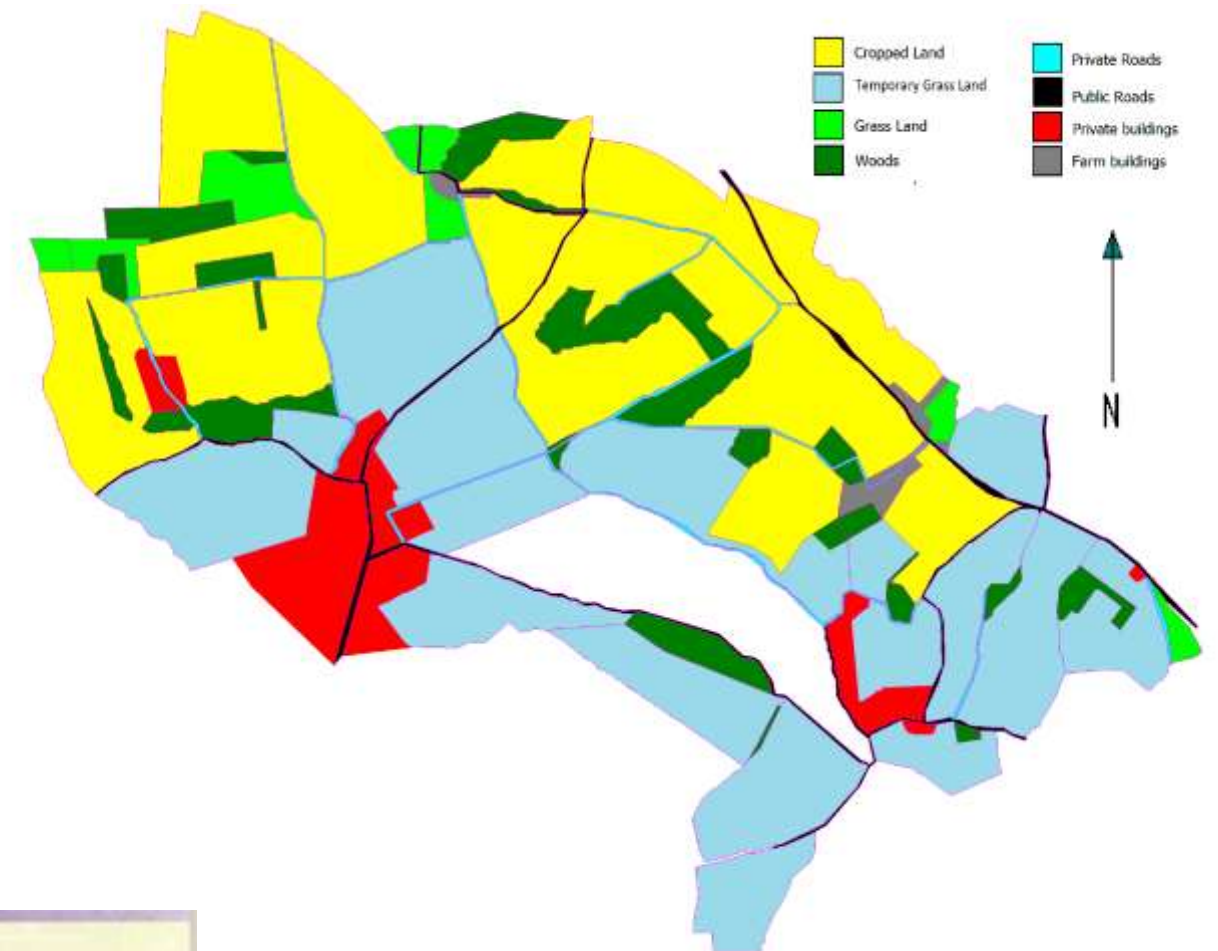 Cropped Land
Temporary Grass Land
Grass Land
Woods
Private Roads
Public Roads
Private buildings
Farm buildings
N